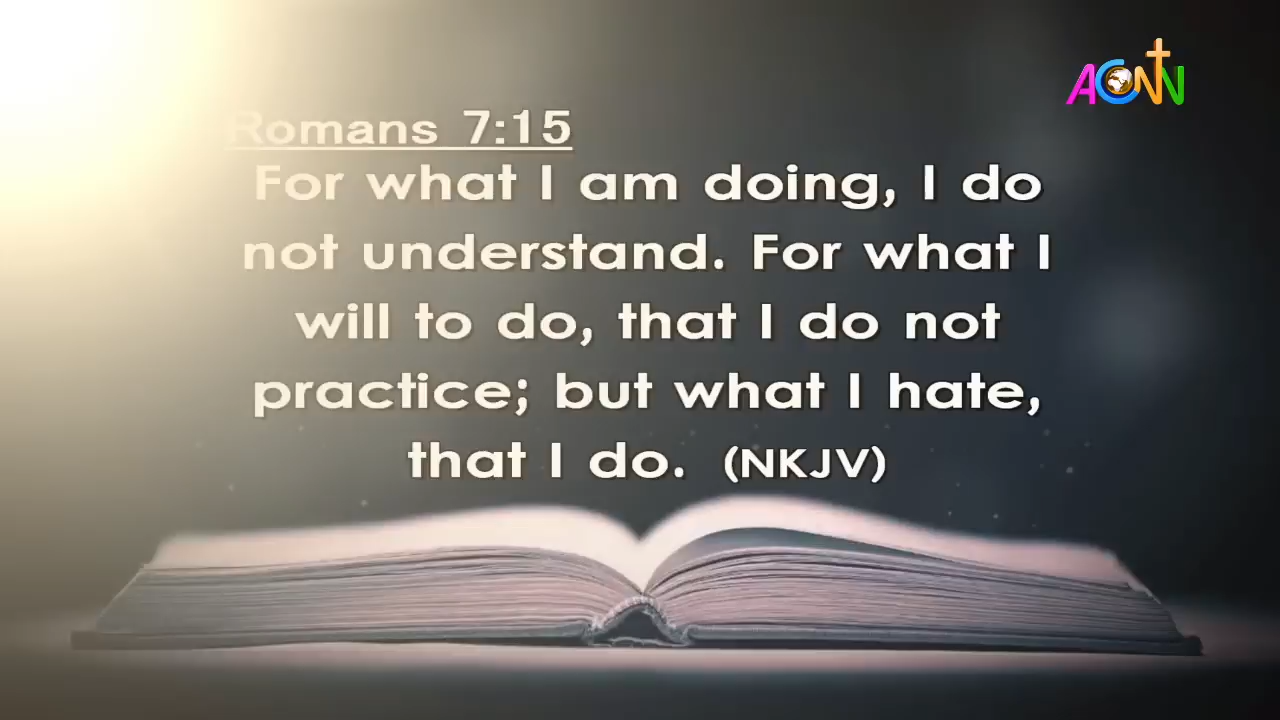 ACNN
Romans 7:15
For what I am doing, I do
not understand. For what I
will to do, that I do not
practice; but what I hate,
that I do. (NKJV)